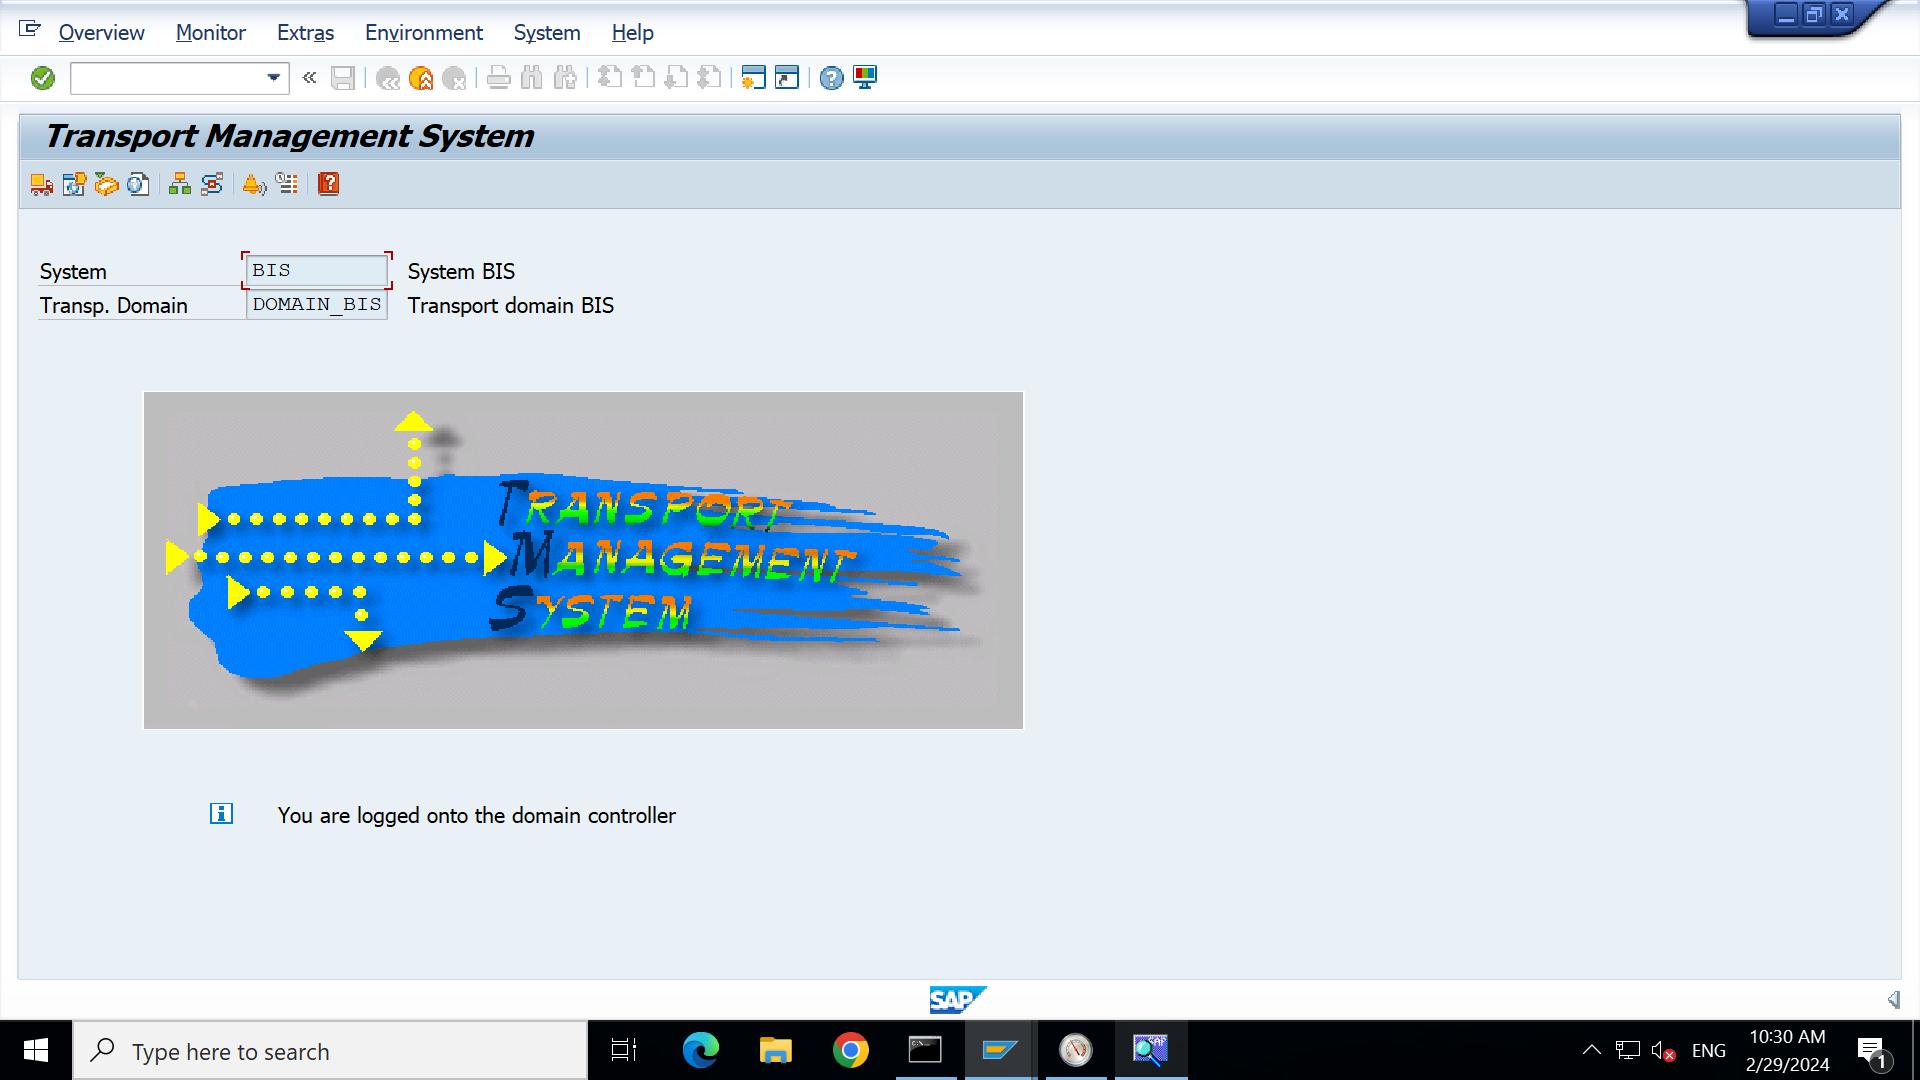 Overview Monitor Extras Environment System Help
Transport Management System
System BIS System BIS
Transp. Domain DOMAIN_BIS Transport domain BIS
TRANSPORT
MANAGEMENT
SYSTEM
You are logged onto the domain controller
SAP
Type here to search
ENG
10:30 AM
2/29/2024
1